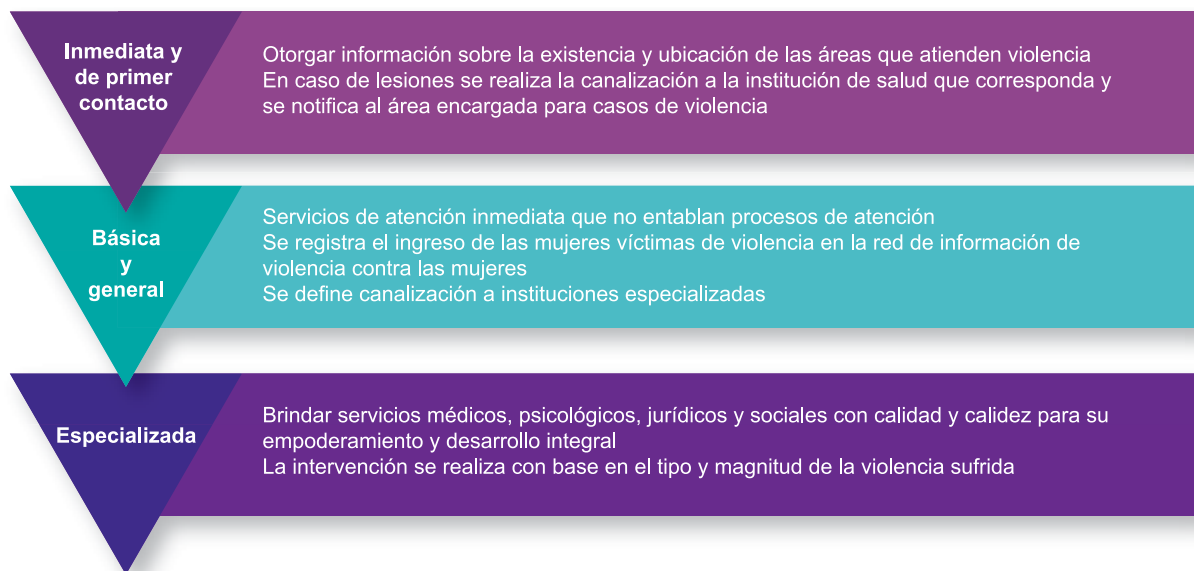 Inmediata y
de primer
contacto
Otorgar información sobre la existencia y ubicación de las áreas que atienden violencia
En caso de lesiones se realiza la canalización a la institución de salud que corresponda y
se notifica al área encargada para casos de violencia
Básica
y
general
Servicios de atención inmediata que no entablan procesos de atención
Se registra el ingreso de las mujeres víctimas de violencia en la red de información de
violencia contra las mujeres
Se define canalización a instituciones especializadas
Especializada
Brindar servicios médicos, psicológicos, jurídicos y sociales con calidad y calidez para su
empoderamiento y desarrollo integral
La intervención se realiza con base en el tipo y magnitud de la violencia sufrida